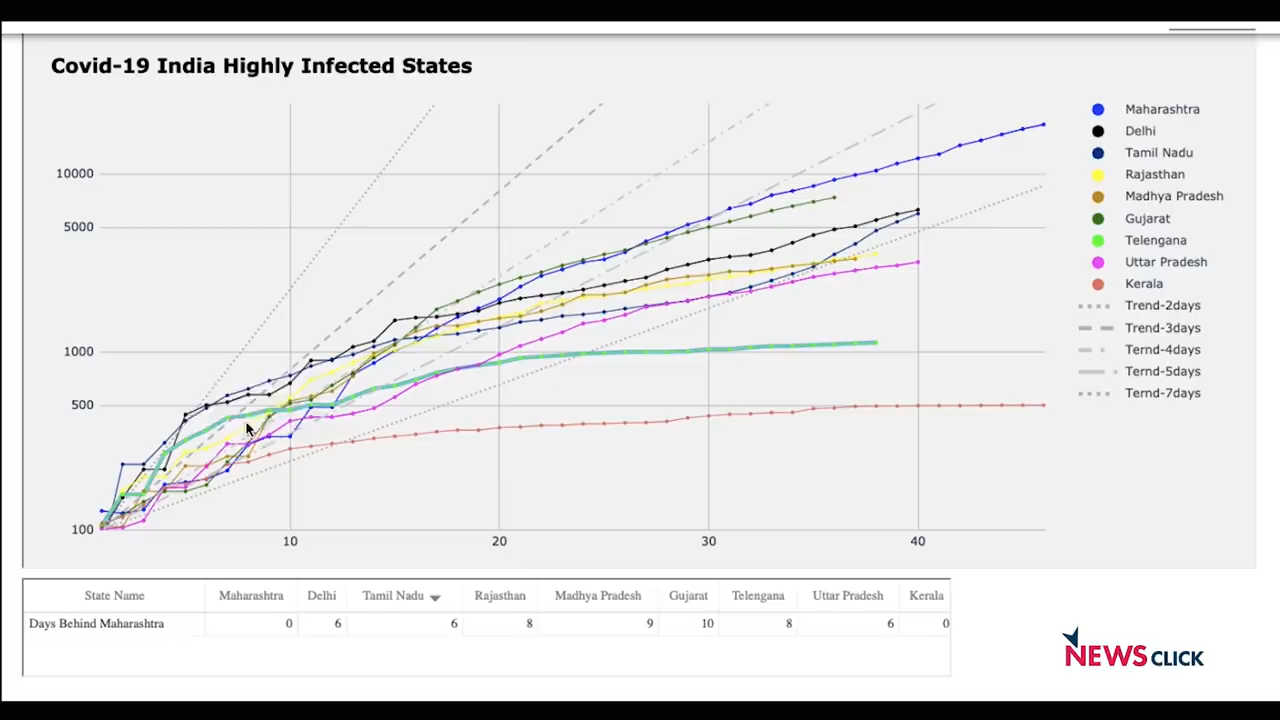 Covid-19 India Highly Infected States
10000
5000
1000
500
100
10 20 30 40
Maharashtra
Delhi
Tamil Nadu
Rajasthan
Madhya Pradesh
Gujarat
Telengana
Uttar Pradesh
Kerala
Trend-2days
Trend-3days
Ternd-4days
Ternd-5days
Ternd-7days
State Name Maharashtra Delhi Tamil Nadu Rajasthan Madhya Pradesh Gujarat Telengana Uttar Pradesh Kerala
Days Behind Maharashtra 0 6 6 8 9 10 8 6 0
NEWSCLICK